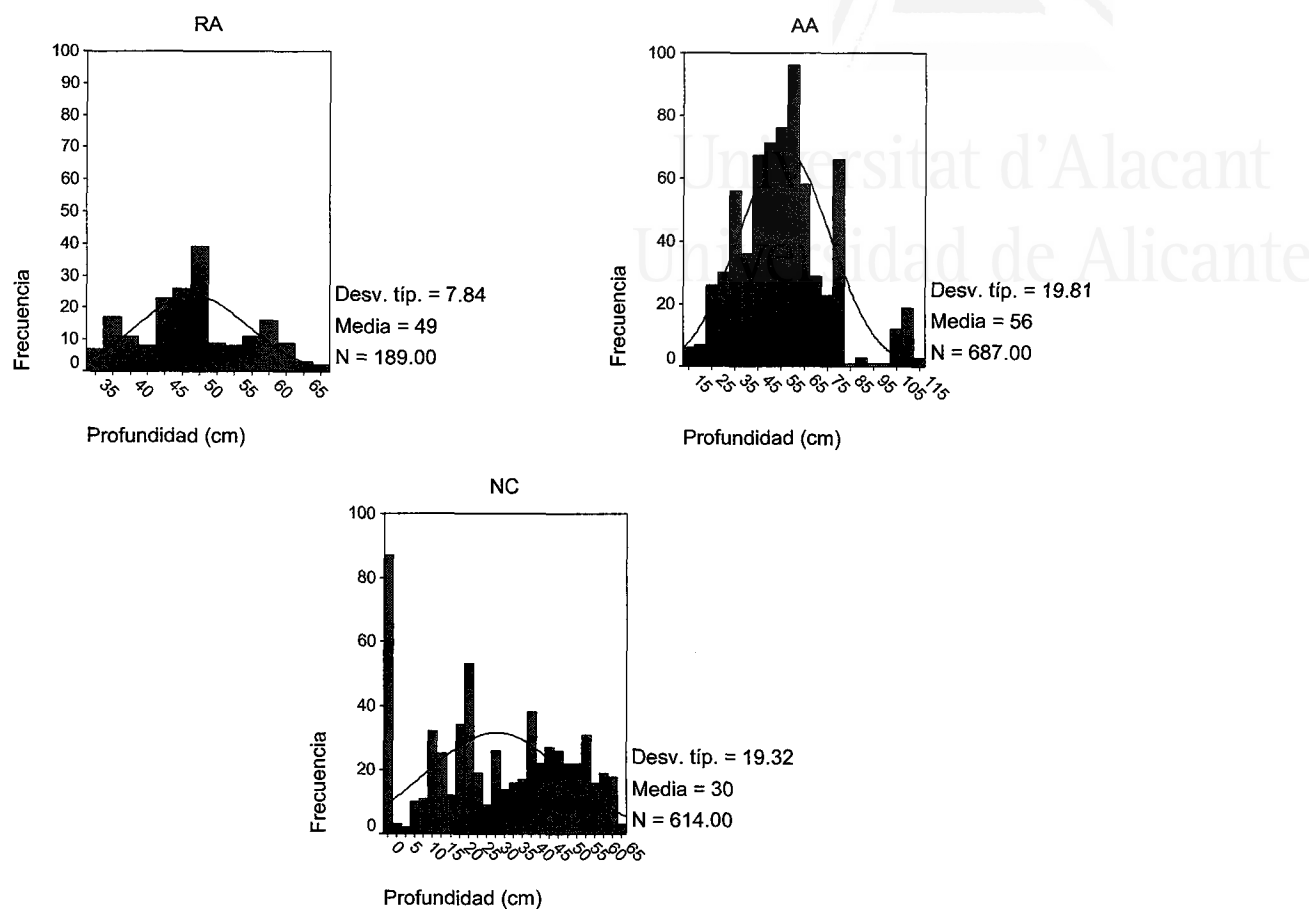 RA
100
90
80
70
60
50
40
30
20
10
0
Frecuencia
35 40 45 50 55 60 65
Profundidad (cm)
Desv. típ. = 7.84
Media = 49
N = 189.00
AA
100
80
60
40
20
0
Frecuencia
15 25 35 45 55 65 75 85 95 105 115
Profundidad (cm)
Desv. típ. = 19.81
Media = 56
N = 687.00
Universitat d'Alacant
Universidad de Alicante
NC
100
80
60
40
20
0
Frecuencia
0 5 10 15 20 25 30 35 40 45 50 55 60 65
Profundidad (cm)
Desv. típ. = 19.32
Media = 30
N = 614.00